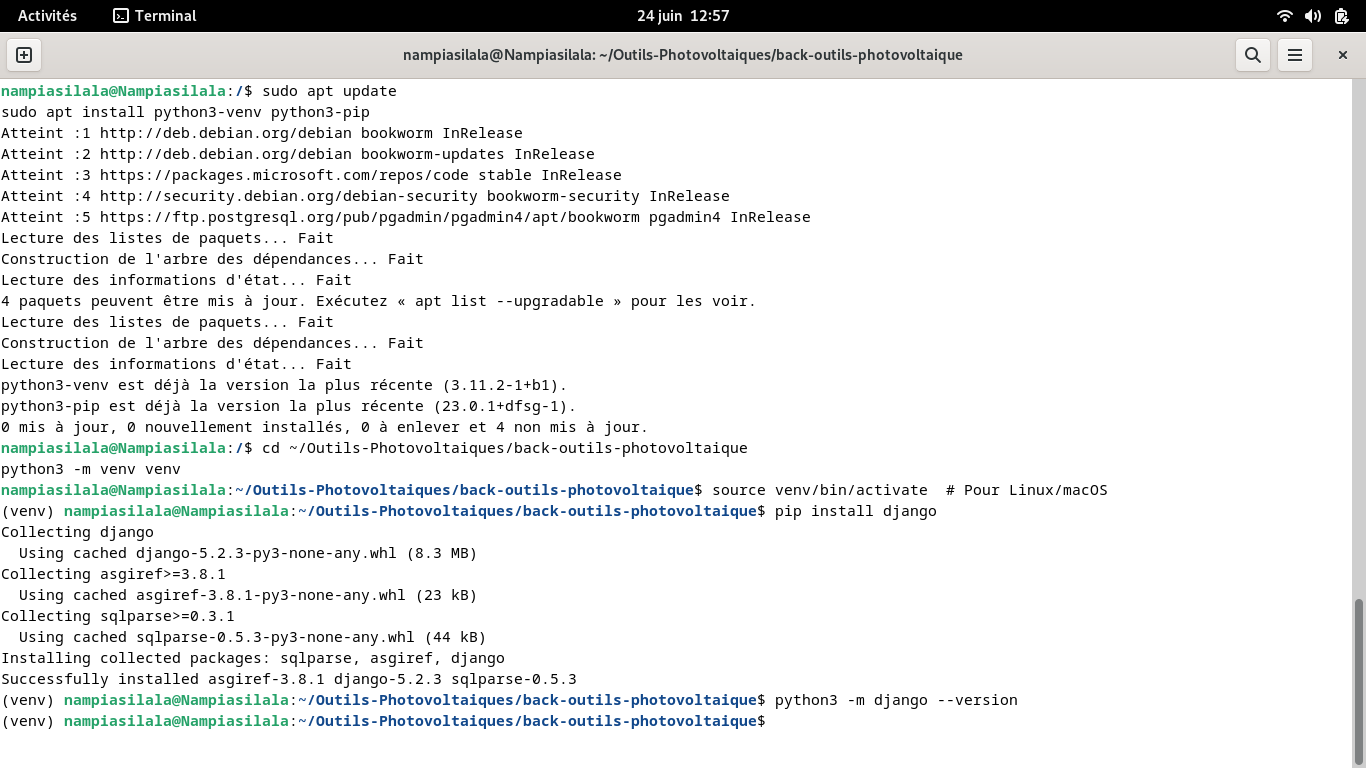 Activités
Terminal
24 juin 12:57
nampiasilala@Nampiasilala: ~/Outils-Photovoltaiques/back-outils-photovoltaique
nampiasilala@Nampiasilala:/$ sudo apt update
sudo apt install python3-venv python3-pip
Atteint :1 http://deb.debian.org/debian bookworm InRelease
Atteint :2 http://deb.debian.org/debian bookworm-updates InRelease
Atteint :3 https://packages.microsoft.com/repos/code stable InRelease
Atteint :4 http://security.debian.org/debian-security bookworm-security InRelease
Atteint :5 https://ftp.postgresql.org/pub/pgadmin/pgadmin4/apt/bookworm pgadmin4 InRelease
Lecture des listes de paquets... Fait
Construction de l'arbre des dépendances... Fait
Lecture des informations d'état... Fait
4 paquets peuvent être mis à jour. Exécutez « apt list --upgradable » pour les voir.
Lecture des listes de paquets... Fait
Construction de l'arbre des dépendances... Fait
Lecture des informations d'état... Fait
python3-venv est déjà la version la plus récente (3.11.2-1+b1).
python3-pip est déjà la version la plus récente (23.0.1+dfsg-1).
0 mis à jour, 0 nouvellement installés, 0 à enlever et 4 non mis à jour.
nampiasilala@Nampiasilala:/$ cd ~/Outils-Photovoltaiques/back-outils-photovoltaique
python3 -m venv venv
nampiasilala@Nampiasilala:~/Outils-Photovoltaiques/back-outils-photovoltaique$ source venv/bin/activate  # Pour Linux/macOS
(venv) nampiasilala@Nampiasilala:~/Outils-Photovoltaiques/back-outils-photovoltaique$ pip install django
Collecting django
  Using cached django-5.2.3-py3-none-any.whl (8.3 MB)
Collecting asgiref>=3.8.1
  Using cached asgiref-3.8.1-py3-none-any.whl (23 kB)
Collecting sqlparse>=0.3.1
  Using cached sqlparse-0.5.3-py3-none-any.whl (44 kB)
Installing collected packages: sqlparse, asgiref, django
Successfully installed asgiref-3.8.1 django-5.2.3 sqlparse-0.5.3
(venv) nampiasilala@Nampiasilala:~/Outils-Photovoltaiques/back-outils-photovoltaique$ python3 -m django --version
(venv) nampiasilala@Nampiasilala:~/Outils-Photovoltaiques/back-outils-photovoltaique$